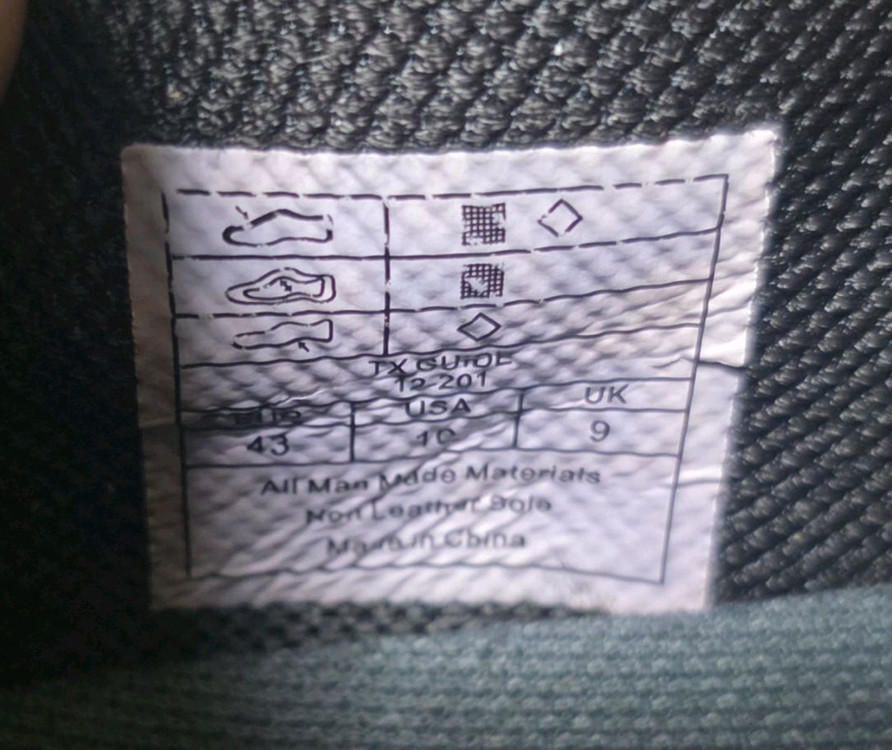 TX GUIDE
12-201
USA UK
43 10 9
All Man Made Materials
Non Leather Sole
Made in China